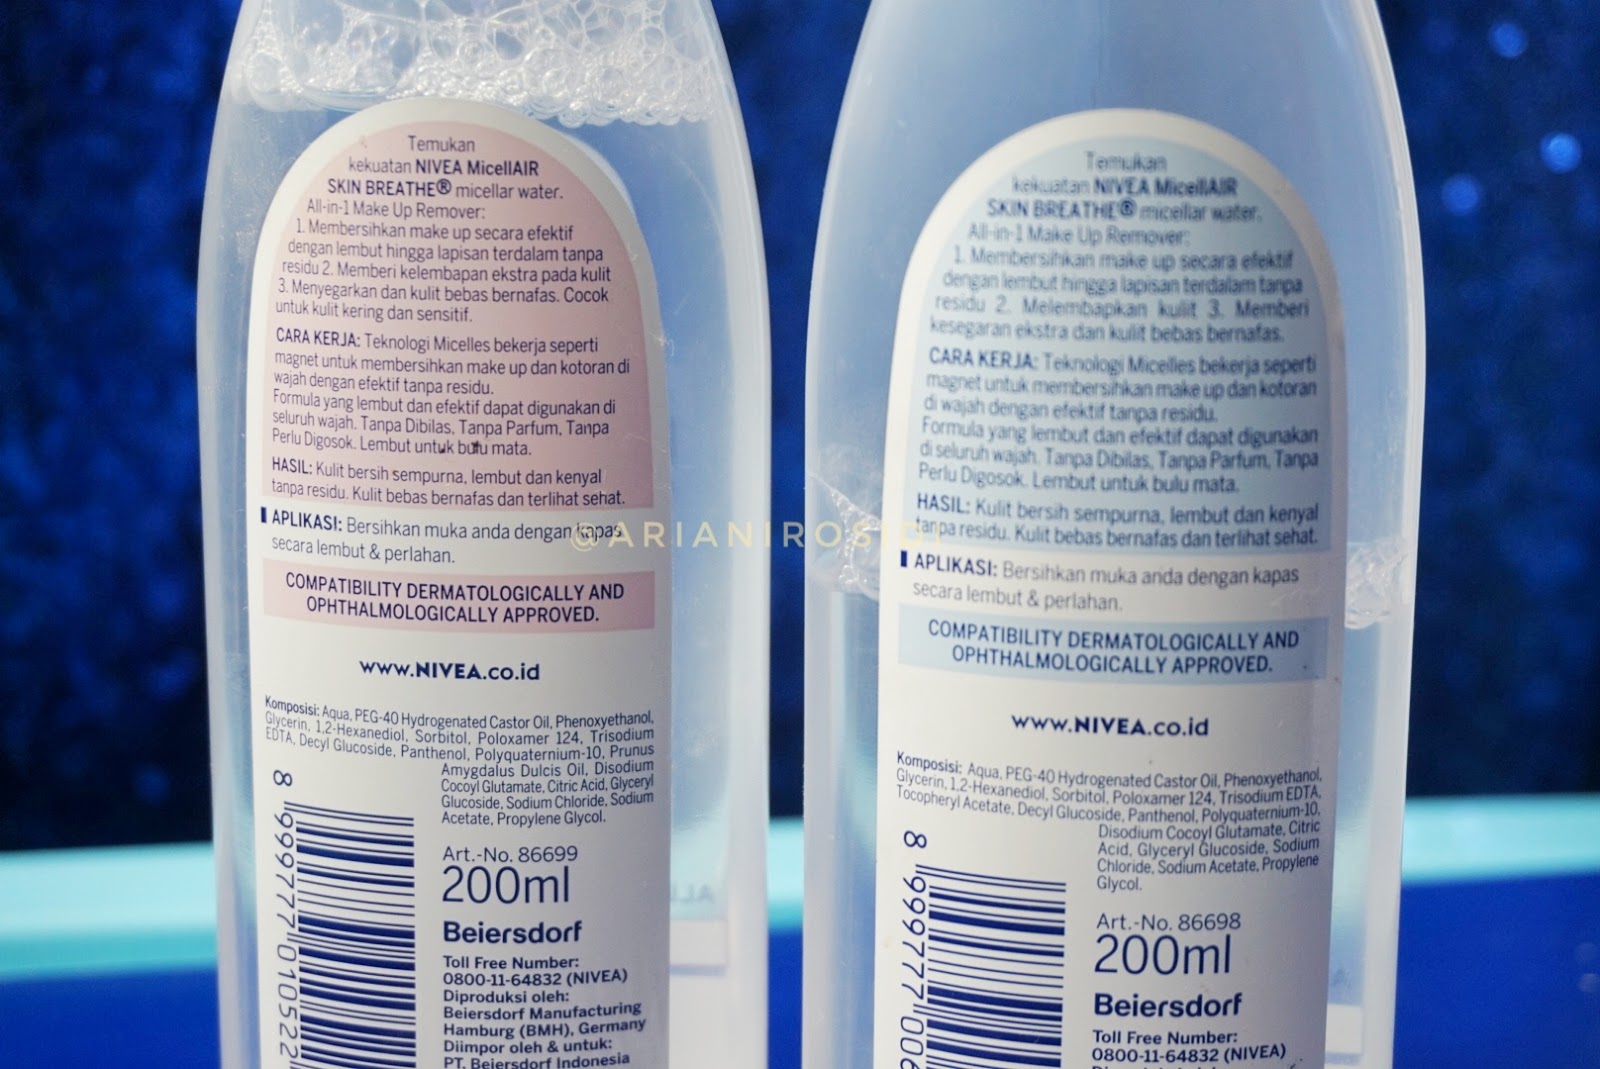 Temukan
kekuatan NIVEA MicellAIR
SKIN BREATHE® micellar water.
All-in-1 Make Up Remover:
1. Membersihkan make up secara efektif
dengan lembut hingga lapisan terdalam tanpa
residu 2. Memberi kelembapan ekstra pada kulit
3. Menyegarkan dan kulit bebas bernafas. Cocok
untuk kulit kering dan sensitif.
CARA KERJA: Teknologi Micelles bekerja seperti
magnet untuk membersihkan make up dan kotoran di
wajah dengan efektif tanpa residu.
Formula yang lembut dan efektif dapat digunakan di
seluruh wajah. Tanpa Dibilas, Tanpa Parfum, Tanpa
Perlu Digosok. Lembut untuk bulu mata.
HASIL: Kulit bersih sempurna, lembut dan kenyal
tanpa residu. Kulit bebas bernafas dan terlihat sehat.
APLIKASI: Bersihkan muka anda dengan kapas
secara lembut & perlahan.
COMPATIBILITY DERMATOLOGICALLY AND
OPHTHALMOLOGICALLY APPROVED.
www.NIVEA.co.id
Komposisi: Aqua, PEG-40 Hydrogenated Castor Oil, Phenoxyethanol,
Glycerin, 1,2-Hexanediol, Sorbitol, Poloxamer 124, Trisodium
EDTA, Decyl Glucoside, Panthenol, Polyquaternium-10, Prunus
Amygdalus Dulcis Oil, Disodium
Cocoyl Glutamate, Citric Acid, Glyceryl
Glucoside, Sodium Chloride, Sodium
Acetate, Propylene Glycol.
8 999777 010522
Art.-No. 86699
200ml
Beiersdorf
Toll Free Number:
0800-11-64832 (NIVEA)
Diproduksi oleh:
Beiersdorf Manufacturing
Hamburg (BMH), Germany
Diimpor oleh & untuk:
PT. Beiersdorf Indonesia
Temukan
kekuatan NIVEA MicellAIR
SKIN BREATHE® micellar water.
All-in-1 Make Up Remover:
1. Membersihkan make up secara efektif
dengan lembut hingga lapisan terdalam tanpa
residu 2. Melembapkan kulit 3. Memberi
kesegaran ekstra dan kulit bebas bernafas.
CARA KERJA: Teknologi Micelles bekerja seperti
magnet untuk membersihkan make up dan kotoran
di wajah dengan efektif tanpa residu.
Formula yang lembut dan efektif dapat digunakan
di seluruh wajah. Tanpa Dibilas, Tanpa Parfum, Tanpa
Perlu Digosok. Lembut untuk bulu mata.
HASIL: Kulit bersih sempurna, lembut dan kenyal
tanpa residu. Kulit bebas bernafas dan terlihat sehat.
APLIKASI: Bersihkan muka anda dengan kapas
secara lembut & perlahan.
COMPATIBILITY DERMATOLOGICALLY AND
OPHTHALMOLOGICALLY APPROVED.
www.NIVEA.co.id
Komposisi: Aqua, PEG-40 Hydrogenated Castor Oil, Phenoxyethanol,
Glycerin, 1,2-Hexanediol, Sorbitol, Poloxamer 124, Trisodium EDTA,
Tocopheryl Acetate, Decyl Glucoside, Panthenol, Polyquaternium-10,
Disodium Cocoyl Glutamate, Citric
Acid, Glyceryl Glucoside, Sodium
Chloride, Sodium Acetate, Propylene
Glycol.
8 999777 00
Art.-No. 86698
200ml
Beiersdorf
Toll Free Number:
0800-11-64832 (NIVEA)
@ARIANIROSIDI